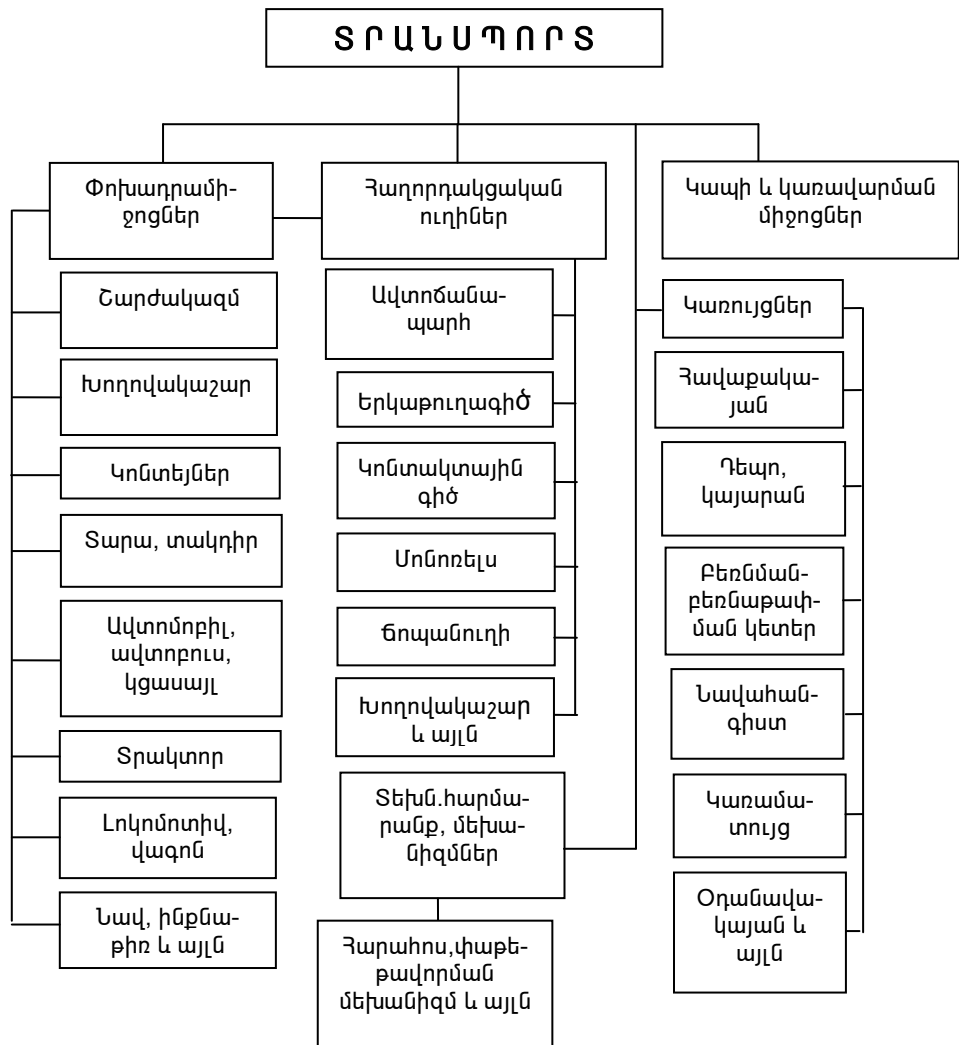 ՏՐԱՆՍՊՈՐՏ
Փոխադրամի-
ջոցներ
Հաղորդակցական
ուղիներ
Կապի և կառավարման
միջոցներ
Շարժակազմ
Խողովակաշար
Կոնտեյներ
Տարա, տակդիր
Ավտոմոբիլ,
ավտոբուս,
կցասայլ
Տրակտոր
Լոկոմոտիվ,
վագոն
Նավ, ինքնա-
թիռ և այլն
Ավտոճանա-
պարհ
Երկաթուղագիծ
Կոնտակտային
գիծ
Մոնոռելս
Ճոպանուղի
Խողովակաշար
և այլն
Տեխն.հարմա-
րանք, մեխա-
նիզմներ
Հարահոս,փաթե-
թավորման
մեխանիզմ և այլն
Կառույցներ
Հավաքակա-
յան
Դեպո,
կայարան
Բեռնման-
բեռնաթափ-
ման կետեր
Նավահան-
գիստ
Կառամա-
տույց
Օդանավա-
կայան և
այլն